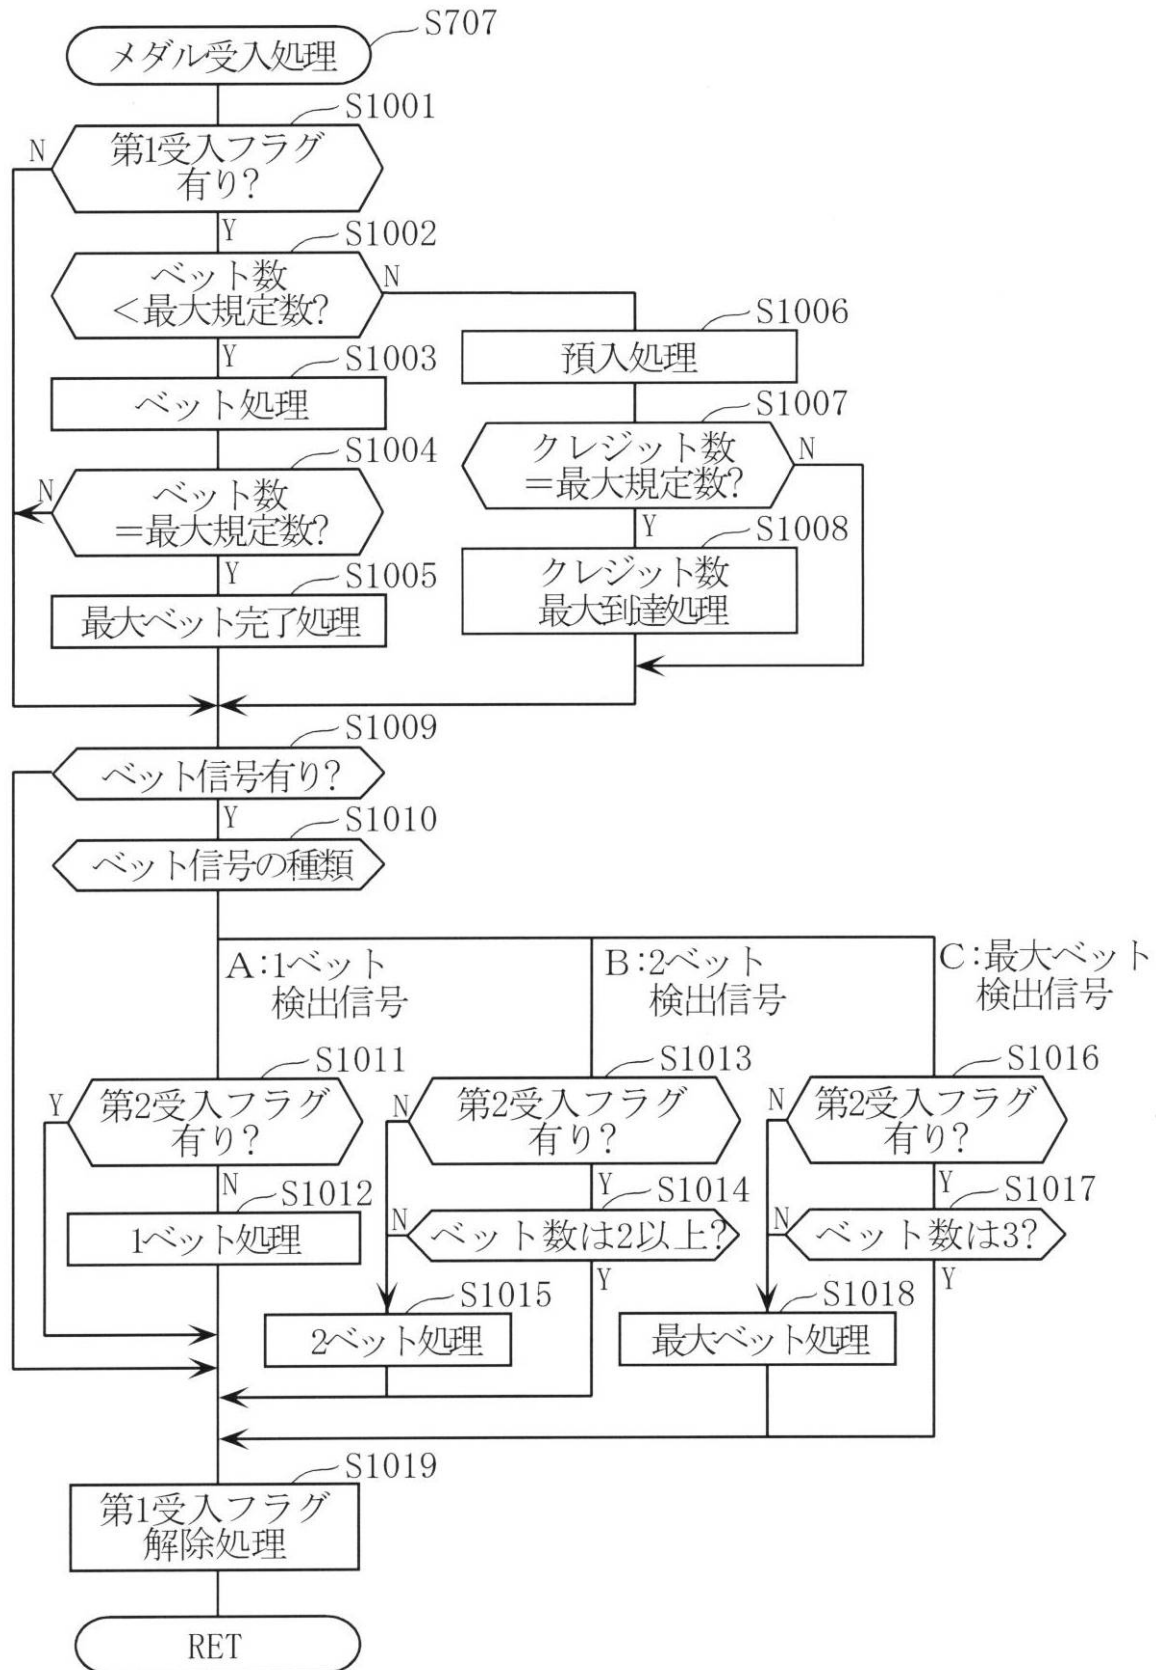 S707
メダル受入処理
S1001
N
第1受入フラグ
有り?
Y
S1002
ベット数
<最大規定数?
N
Y
S1003
ベット処理
S1004
N
ベット数
=最大規定数?
Y
S1005
最大ベット完了処理
S1006
預入処理
S1007
クレジット数
=最大規定数?
N
Y
S1008
クレジット数
最大到達処理
S1009
ベット信号有り?
Y
S1010
ベット信号の種類
A:1ベット
検出信号
B:2ベット
検出信号
C:最大ベット
検出信号
S1011
Y
第2受入フラグ
有り?
N
S1012
1ベット処理
S1013
N
第2受入フラグ
有り?
Y
S1014
N
ベット数は2以上?
Y
S1015
2ベット処理
S1016
N
第2受入フラグ
有り?
Y
S1017
N
ベット数は3?
Y
S1018
最大ベット処理
S1019
第1受入フラグ
解除処理
RET